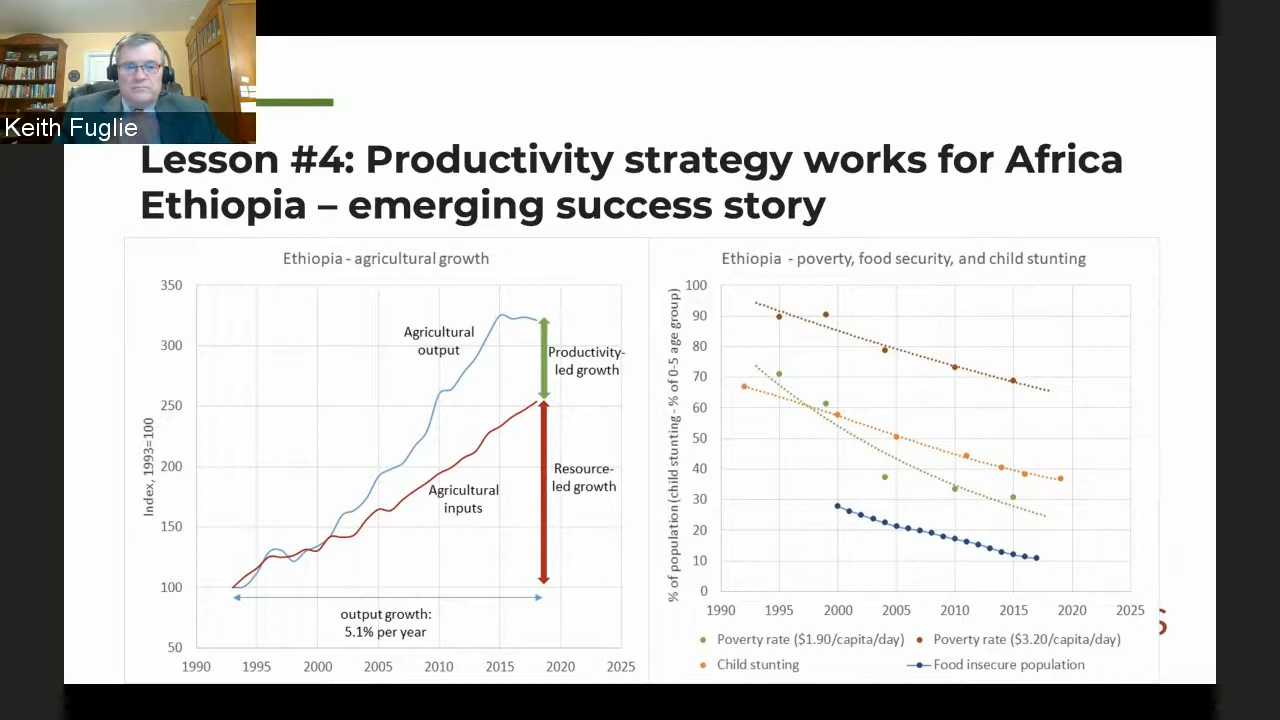 Keith Fuglie
Lesson #4: Productivity strategy works for Africa
Ethiopia – emerging success story
Ethiopia - agricultural growth
350
300
250
200
150
100
50
Index, 1993=100
Agricultural
output
Productivity-
led growth
Resource-
led growth
Agricultural
inputs
output growth:
5.1% per year
1990 1995 2000 2005 2010 2015 2020 2025
Ethiopia - poverty, food security, and child stunting
% of population (child stunting - % of 0-5 age group)
100
90
80
70
60
50
40
30
20
10
0
1990 1995 2000 2005 2010 2015 2020 2025
Poverty rate ($1.90/capita/day) Poverty rate ($3.20/capita/day)
Child stunting Food insecure population